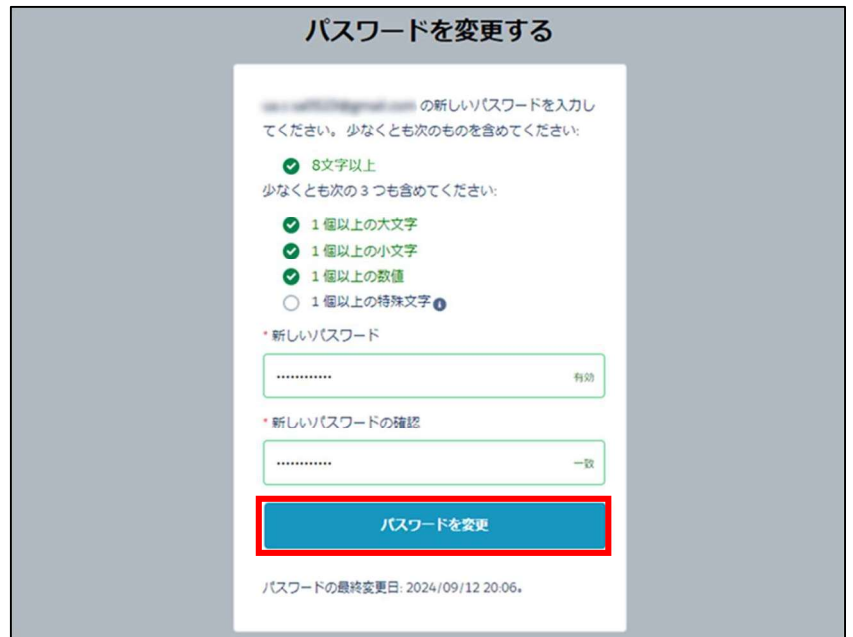 パスワードを変更する
の新しいパスワードを入力し
てください。 少なくとも次のものを含めてください:
8文字以上
少なくとも次の 3 つも含めてください:
1 個以上の大文字
1 個以上の小文字
1 個以上の数値
1 個以上の特殊文字
* 新しいパスワード
............ 有効
* 新しいパスワードの確認
............ 一致
パスワードを変更
パスワードの最終変更日: 2024/09/12 20:06。